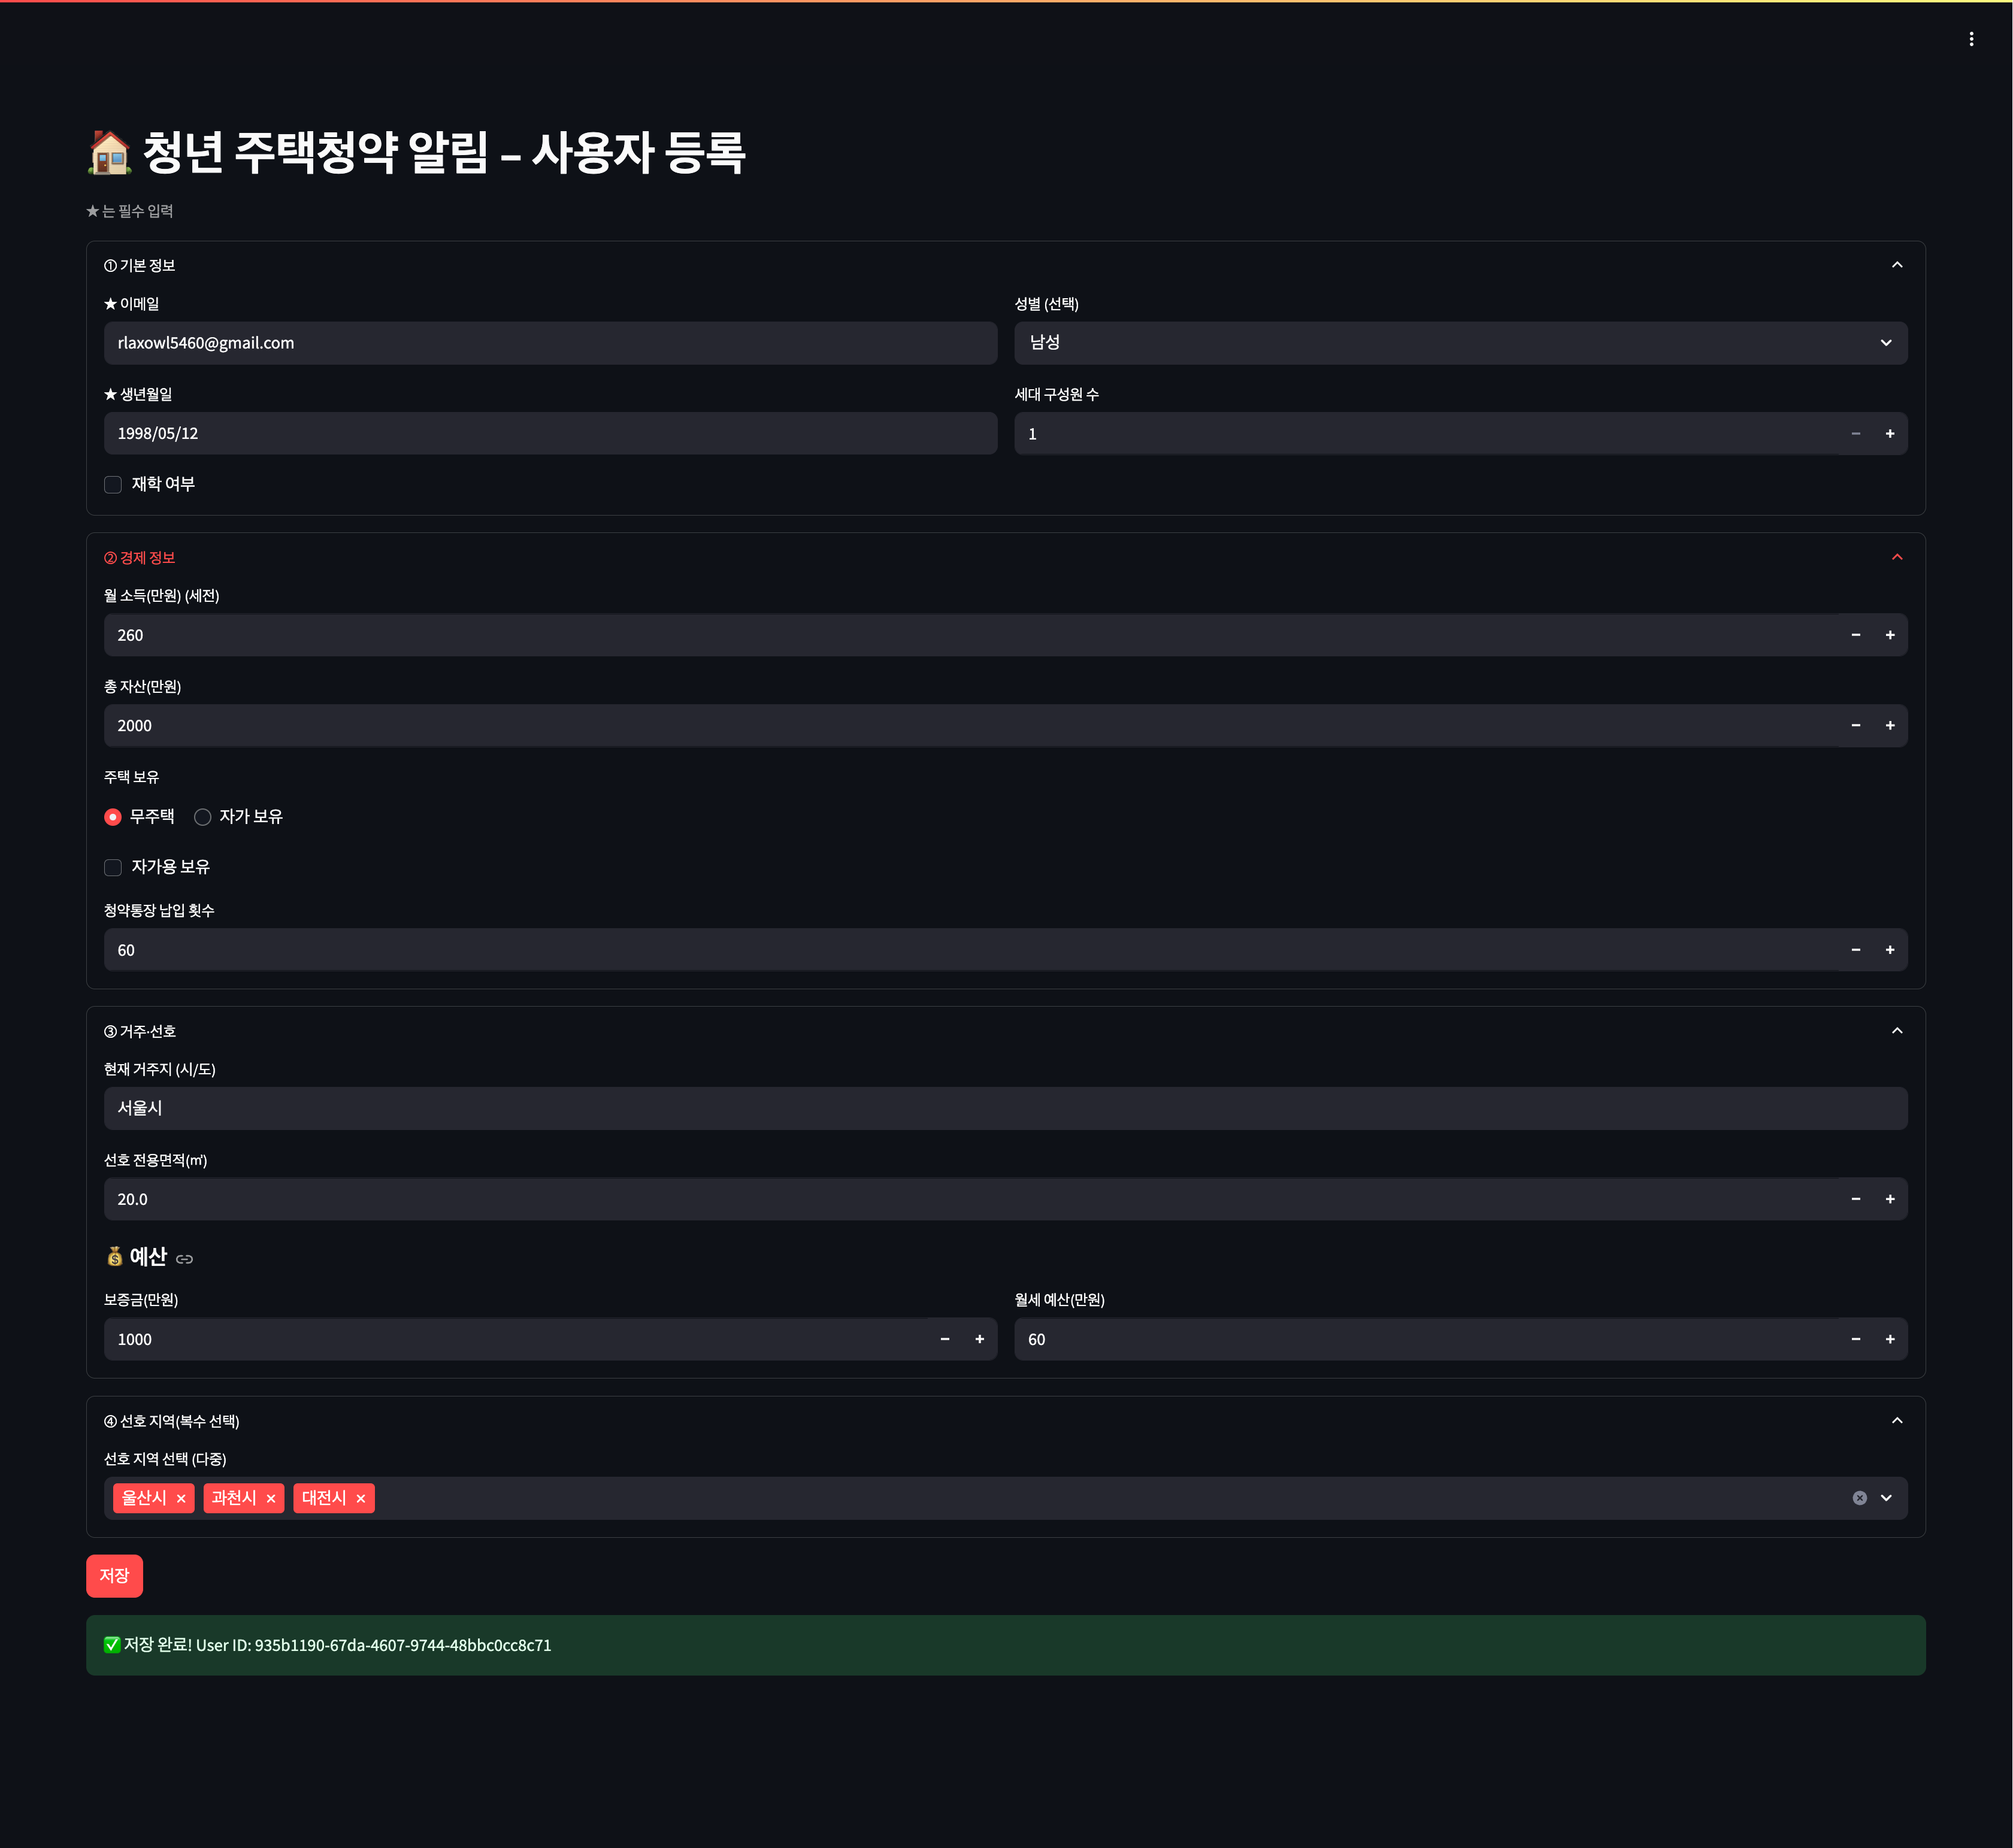 청년 주택청약 알림 – 사용자 등록
★ 는 필수 입력
① 기본 정보
★ 이메일
성별 (선택)
rlaxowl5460@gmail.com
남성
★ 생년월일
세대 구성원 수
1998/05/12
1
재학 여부
② 경제 정보
월 소득(만원) (세전)
260
총 자산(만원)
2000
주택 보유
무주택
자가 보유
자가용 보유
청약통장 납입 횟수
60
③ 거주·선호
현재 거주지 (시/도)
서울시
선호 전용면적(㎡)
20.0
예산
보증금(만원)
월세 예산(만원)
1000
60
④ 선호 지역(복수 선택)
선호 지역 선택 (다중)
울산시
과천시
대전시
저장
✅ 저장 완료! User ID: 935b1190-67da-4607-9744-48bbc0cc8c71